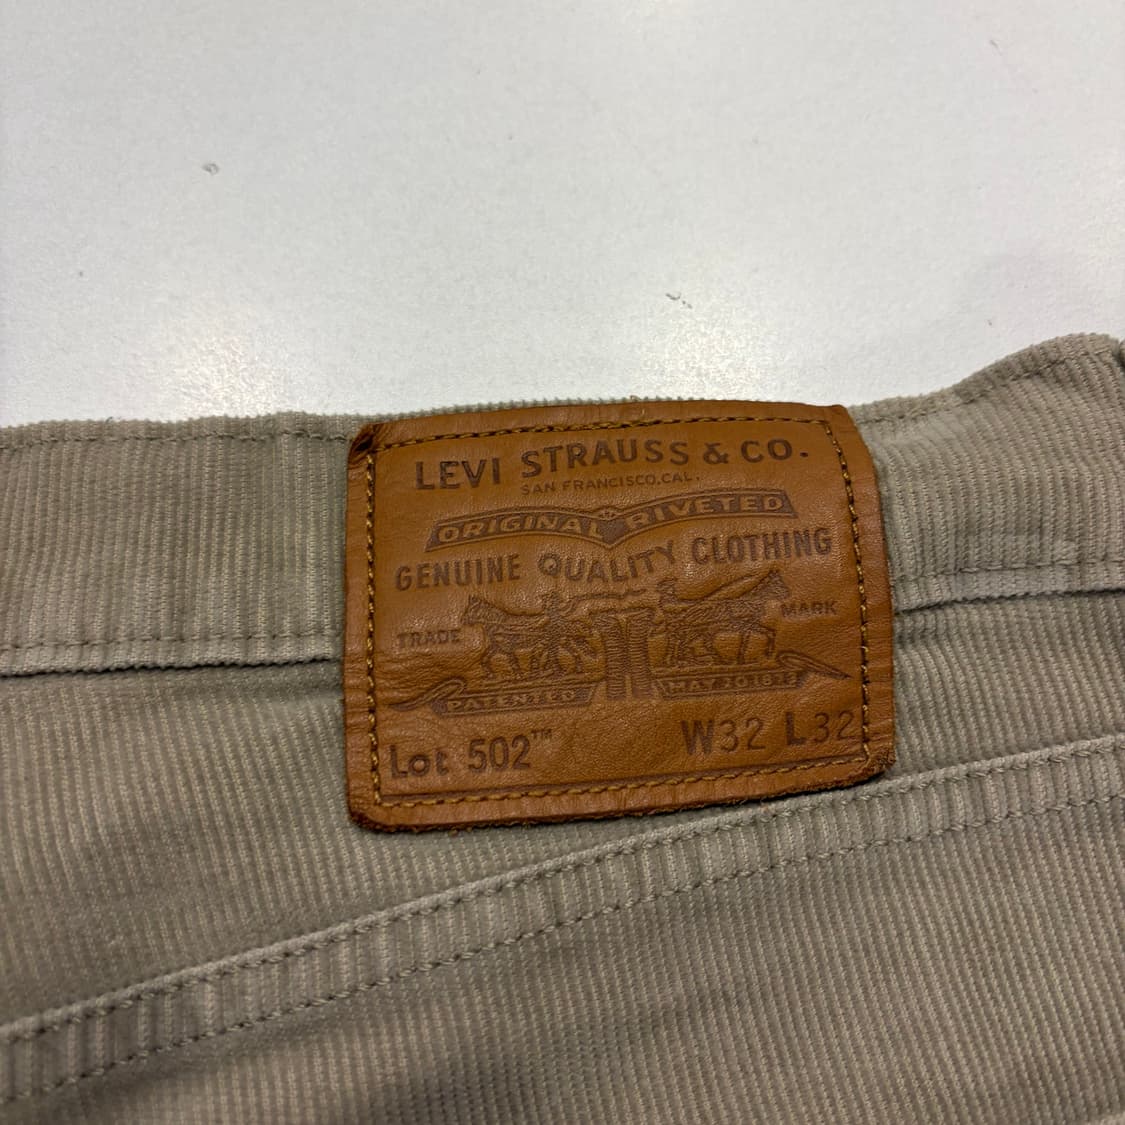 LEVI STRAUSS & CO.
SAN FRANCISCO, CAL.
ORIGINAL RIVETED
GENUINE QUALITY CLOTHING
TRADE MARK
PATENTED MAY 20 1873
Lot 502™ W32 L32